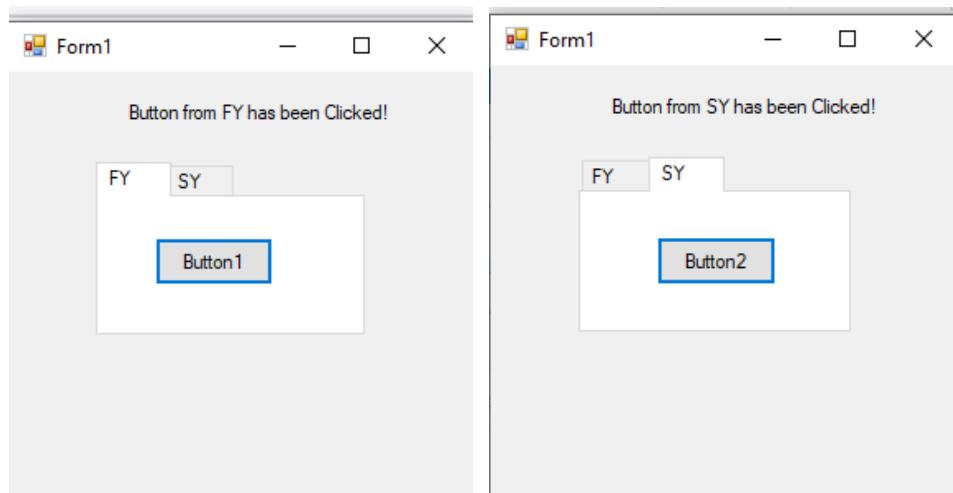 Form1
Button from FY has been Clicked!
FY SY
Button1
Form1
Button from SY has been Clicked!
FY SY
Button2